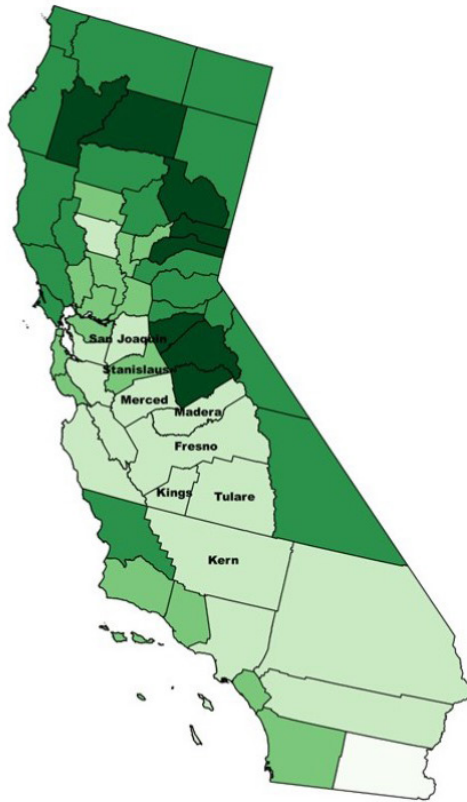 San Joaquin
Stanislaus
Merced
Madera
Fresno
Kings
Tulare
Kern